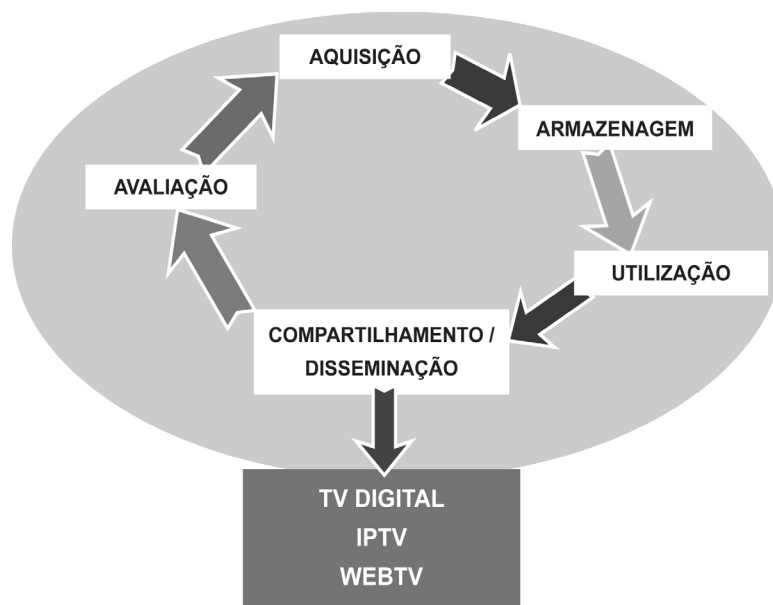 AQUISIÇÃO
ARMAZENAGEM
AVALIAÇÃO
UTILIZAÇÃO
COMPARTILHAMENTO /
DISSEMINAÇÃO
TV DIGITAL
IPTV
WEBTV